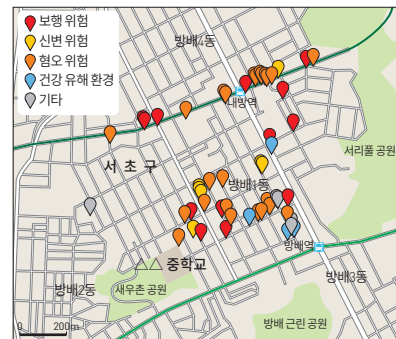 보행 위험
신변 위험
혐오 위험
건강 유해 환경
기타
방배4동
내방역
서리풀 공원
서초구
방배1동
방배역
△△ 중학교
방배2동
새우촌 공원
방배3동
방배 근린 공원
0 200m